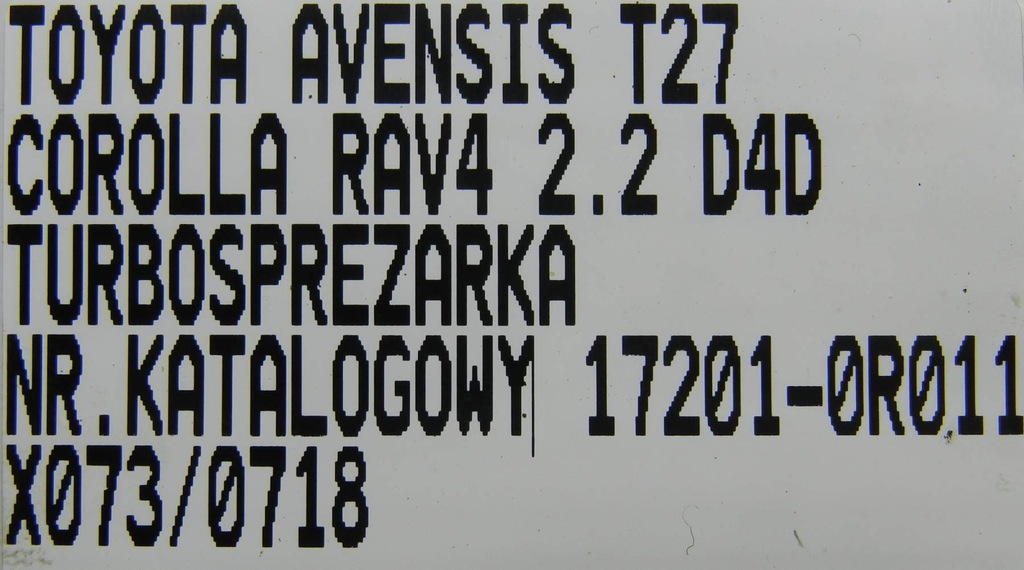 TOYOTA AVENSIS T27
COROLLA RAV4 2.2 D4D
TURBOSPREZARKA
NR.KATALOGOWY 17201-0R011
X073/0718